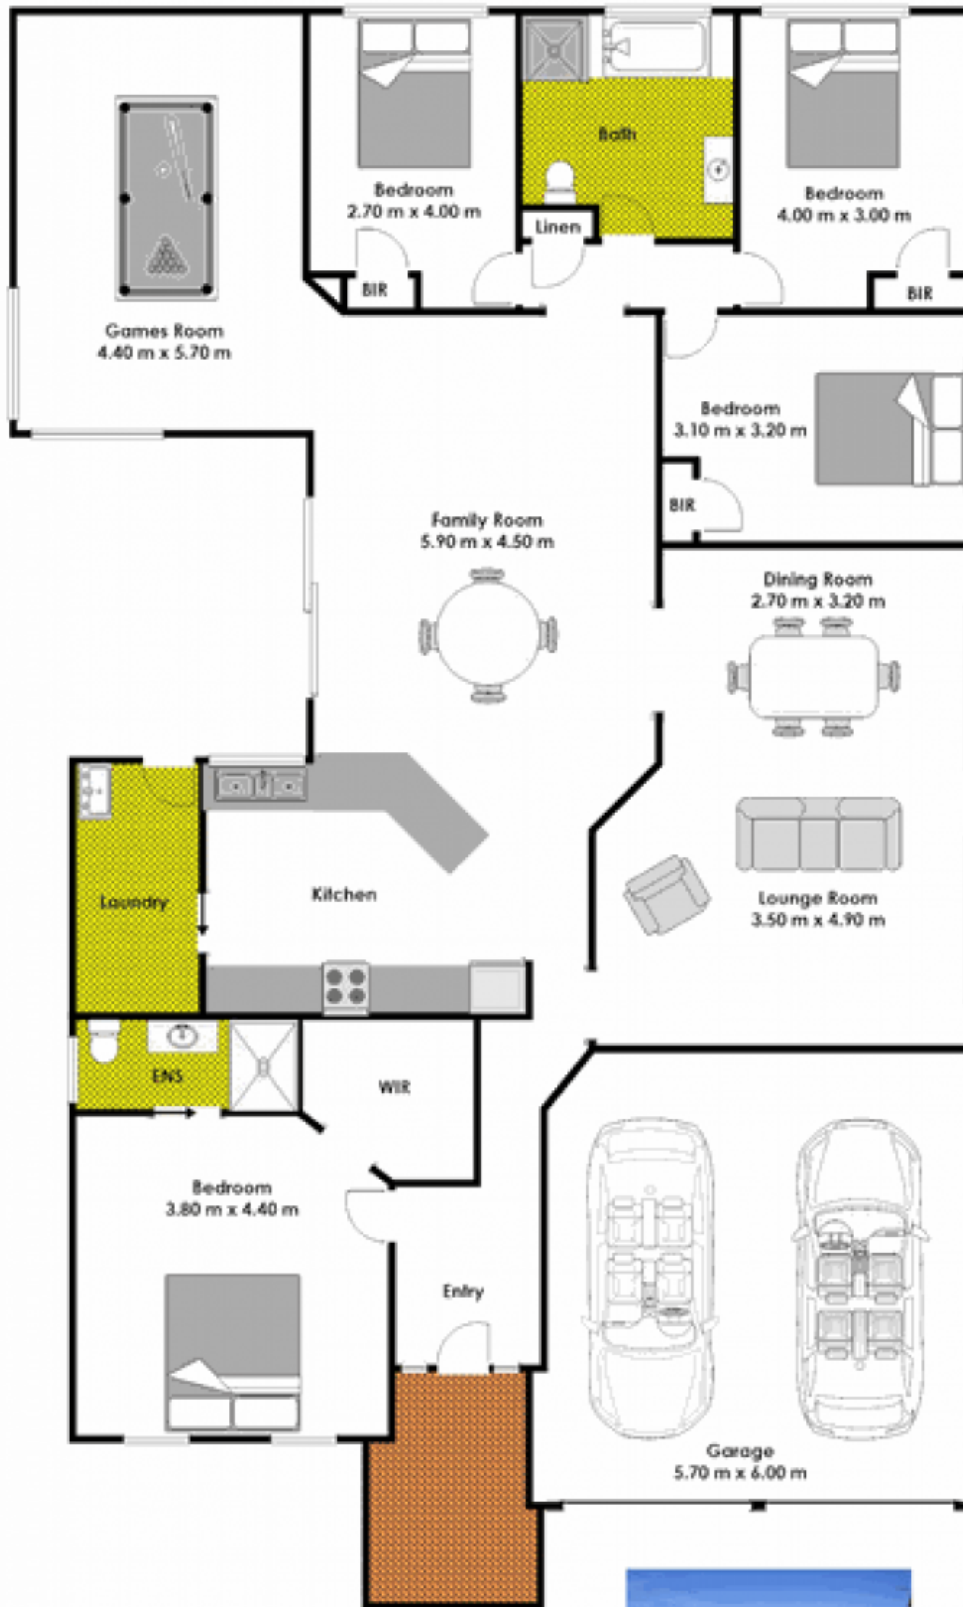 Bath
Bedroom
2.70 m x 4.00 m
Bedroom
4.00 m x 3.00 m
Linen
BIR
BIR
Games Room
4.40 m x 5.70 m
Bedroom
3.10 m x 3.20 m
BIR
Family Room
5.90 m x 4.50 m
Dining Room
2.70 m x 3.20 m
Kitchen
Laundry
Lounge Room
3.50 m x 4.90 m
ENS
WIR
Bedroom
3.80 m x 4.40 m
Entry
Garage
5.70 m x 6.00 m